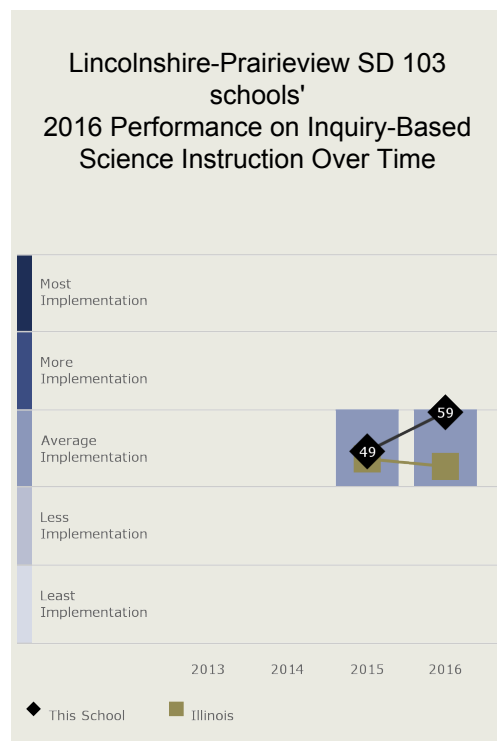 Lincolnshire-Prairieview SD 103
schools'
2016 Performance on Inquiry-Based
Science Instruction Over Time
Most
Implementation
More
Implementation
59
Average
Implementation
49
Less
Implementation
Least
Implementation
2013 2014 2015 2016
This School Illinois